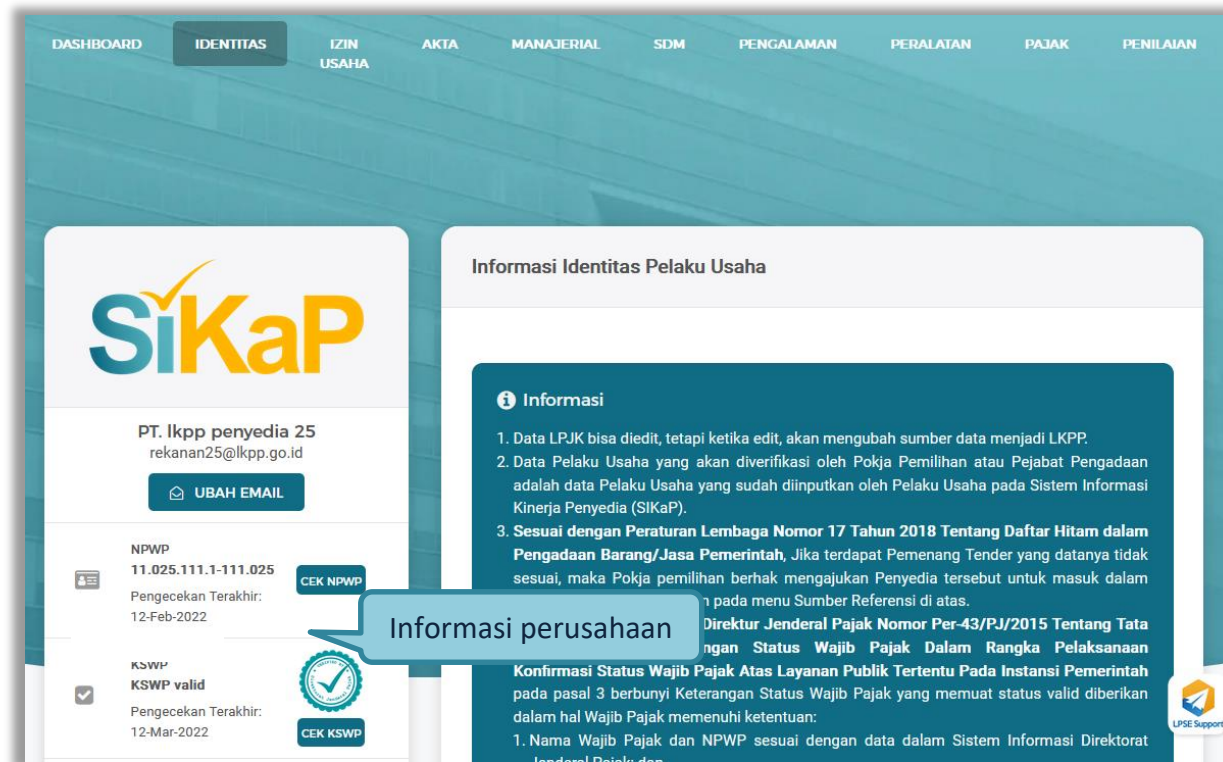 DASHBOARD IDENTITAS IZIN USAHA AKTA MANAJERIAL SDM PENGALAMAN PERALATAN PAJAK PENILAIAN
SiKaP
PT. lkpp penyedia 25
rekanan25@lkpp.go.id
UBAH EMAIL
NPWP
11.025.111.1-111.025
CEK NPWP
Pengecekan Terakhir:
12-Feb-2022
KSWP
KSWP valid
Pengecekan Terakhir:
12-Mar-2022
CEK KSWP
Informasi perusahaan
Informasi Identitas Pelaku Usaha
Informasi
1. Data LPJK bisa diedit, tetapi ketika edit, akan mengubah sumber data menjadi LKPP.
2. Data Pelaku Usaha yang akan diverifikasi oleh Pokja Pemilihan atau Pejabat Pengadaan
adalah data Pelaku Usaha yang sudah diinputkan oleh Pelaku Usaha pada Sistem Informasi
Kinerja Penyedia (SIKaP).
3. Sesuai dengan Peraturan Lembaga Nomor 17 Tahun 2018 Tentang Daftar Hitam dalam
Pengadaan Barang/Jasa Pemerintah, Jika terdapat Pemenang Tender yang datanya tidak
sesuai, maka Pokja pemilihan berhak mengajukan Penyedia tersebut untuk masuk dalam
pada menu Sumber Referensi di atas.
Direktur Jenderal Pajak Nomor Per-43/PJ/2015 Tentang Tata
Status Wajib Pajak Dalam Rangka Pelaksanaan
Konfirmasi Status Wajib Pajak Atas Layanan Publik Tertentu Pada Instansi Pemerintah
pada pasal 3 berbunyi Keterangan Status Wajib Pajak yang memuat status valid diberikan
dalam hal Wajib Pajak memenuhi ketentuan:
1. Nama Wajib Pajak dan NPWP sesuai dengan data dalam Sistem Informasi Direktorat
Jenderal Pajak; dan
LPSE Support